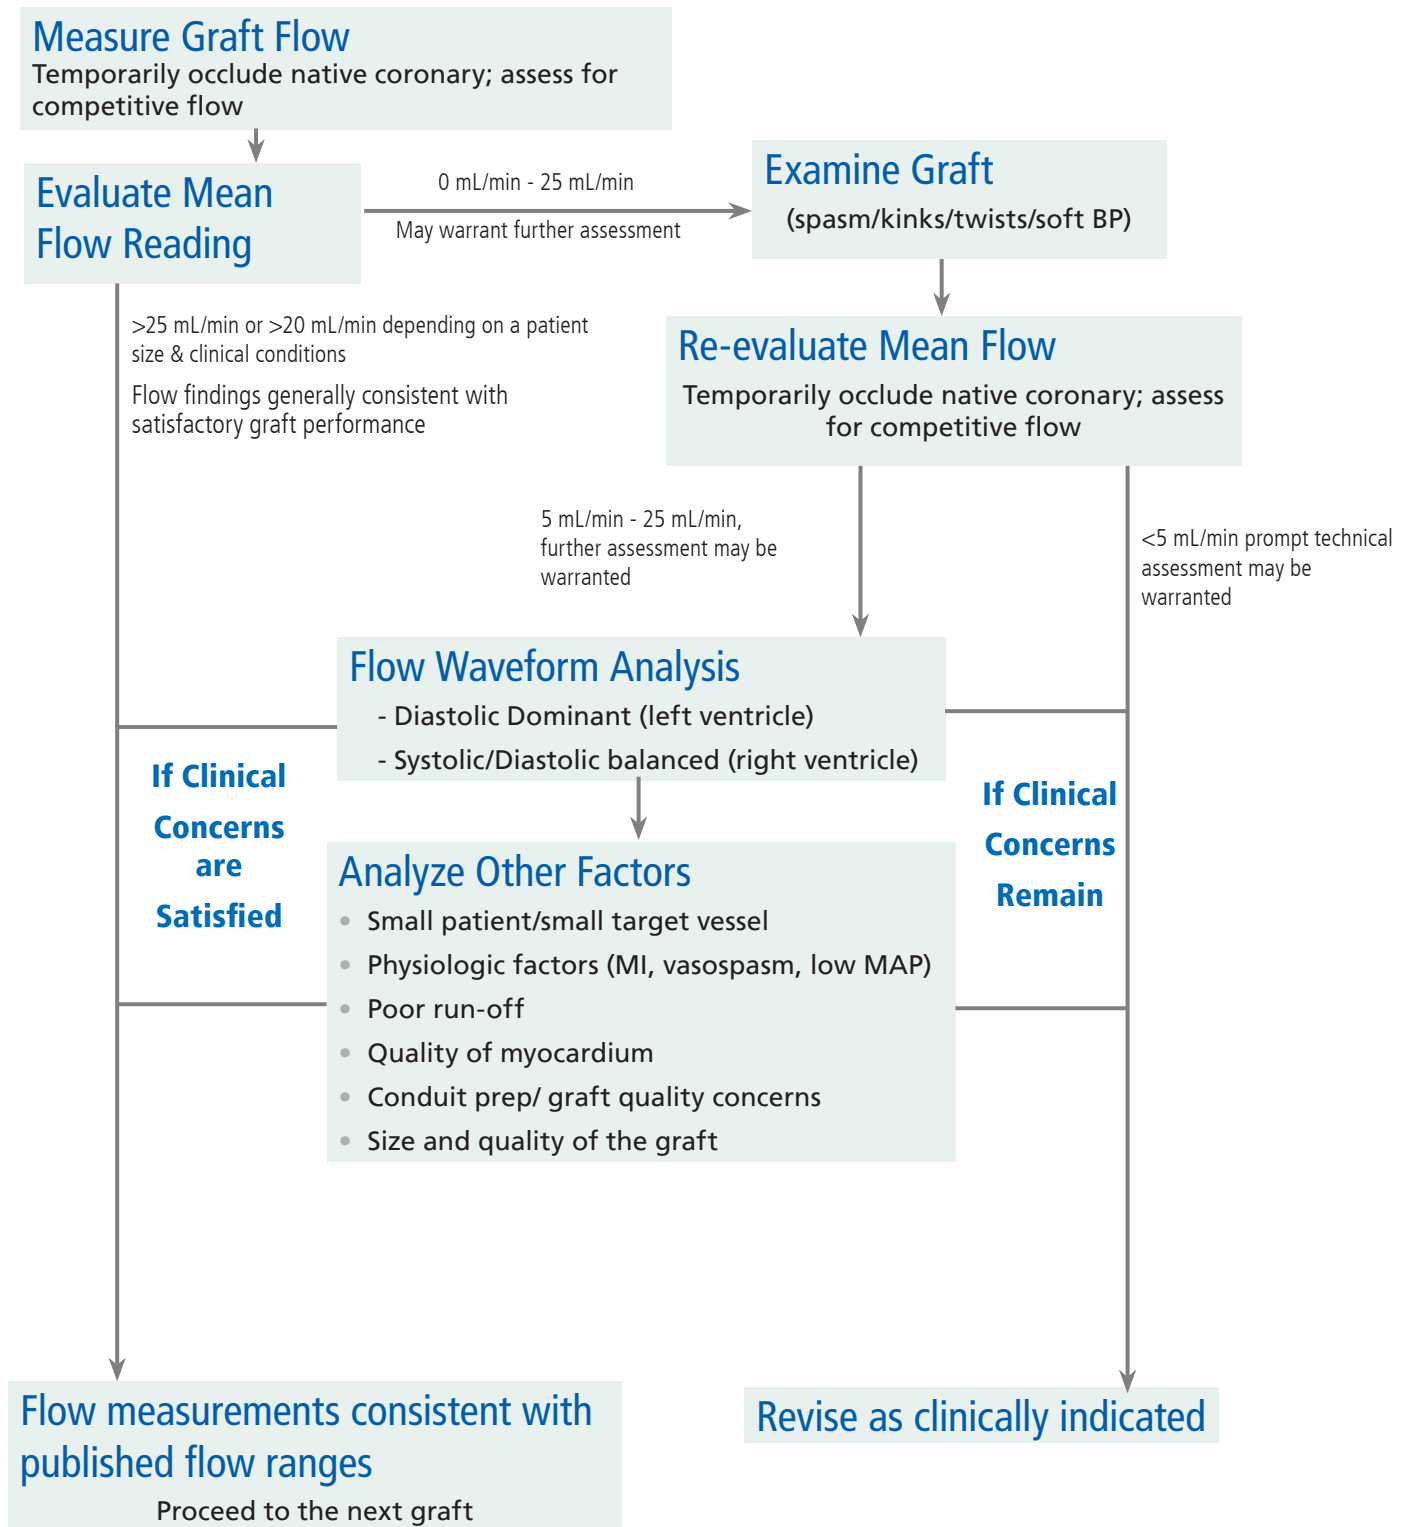 Measure Graft Flow
Temporarily occlude native coronary; assess for
competitive flow
Evaluate Mean
Flow Reading
0 mL/min - 25 mL/min
May warrant further assessment
Examine Graft
(spasm/kinks/twists/soft BP)
>25 mL/min or >20 mL/min depending on a patient
size & clinical conditions
Flow findings generally consistent with
satisfactory graft performance
Re-evaluate Mean Flow
Temporarily occlude native coronary; assess
for competitive flow
5 mL/min - 25 mL/min,
further assessment may be
warranted
<5 mL/min prompt technical
assessment may be
warranted
Flow Waveform Analysis
- Diastolic Dominant (left ventricle)
- Systolic/Diastolic balanced (right ventricle)
If Clinical
Concerns
are
Satisfied
If Clinical
Concerns
Remain
Analyze Other Factors
• Small patient/small target vessel
• Physiologic factors (MI, vasospasm, low MAP)
• Poor run-off
• Quality of myocardium
• Conduit prep/ graft quality concerns
• Size and quality of the graft
Flow measurements consistent with
published flow ranges
Proceed to the next graft
Revise as clinically indicated